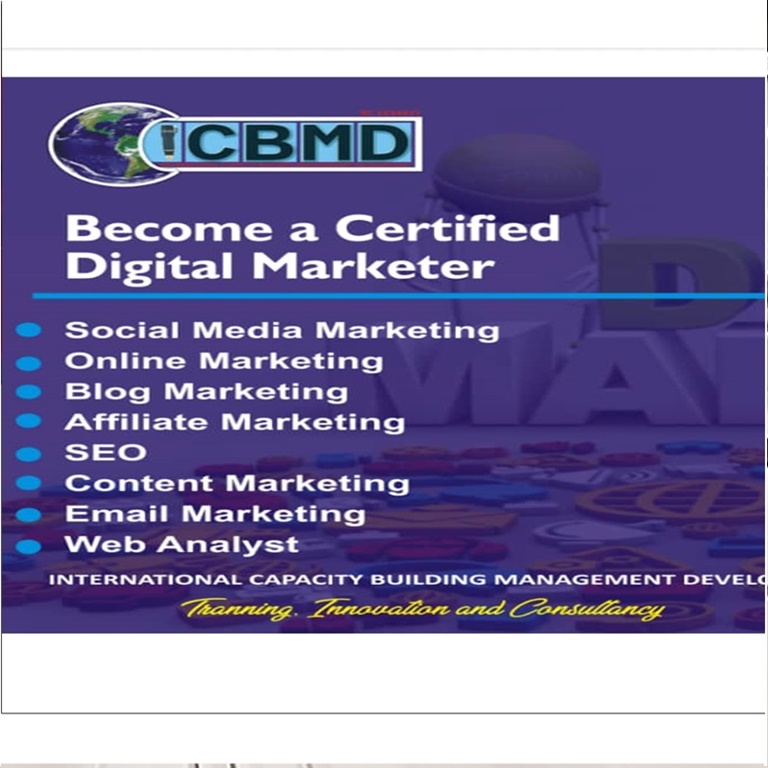 iCBMD
Become a Certified
Digital Marketer
Social Media Marketing
Online Marketing
Blog Marketing
Affiliate Marketing
SEO
Content Marketing
Email Marketing
Web Analyst
INTERNATIONAL CAPACITY BUILDING MANAGEMENT DEVELO
Tranning, Innovation and Consultancy
D
MA